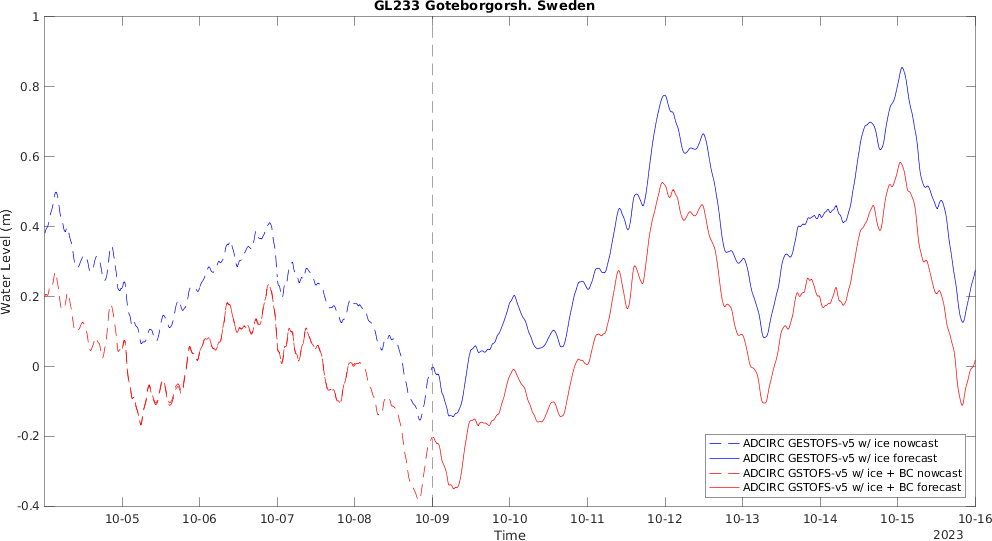 GL233 Goteborgorsh. Sweden
Water Level (m)
1
0.8
0.6
0.4
0.2
0
-0.2
-0.4
10-05 10-06 10-07 10-08 10-09 10-10 10-11 10-12 10-13 10-14 10-15 10-16
Time
2023
ADCIRC GESTOFS-v5 w/ ice nowcast
ADCIRC GESTOFS-v5 w/ ice forecast
ADCIRC GSTOFS-v5 w/ ice + BC nowcast
ADCIRC GSTOFS-v5 w/ ice + BC forecast